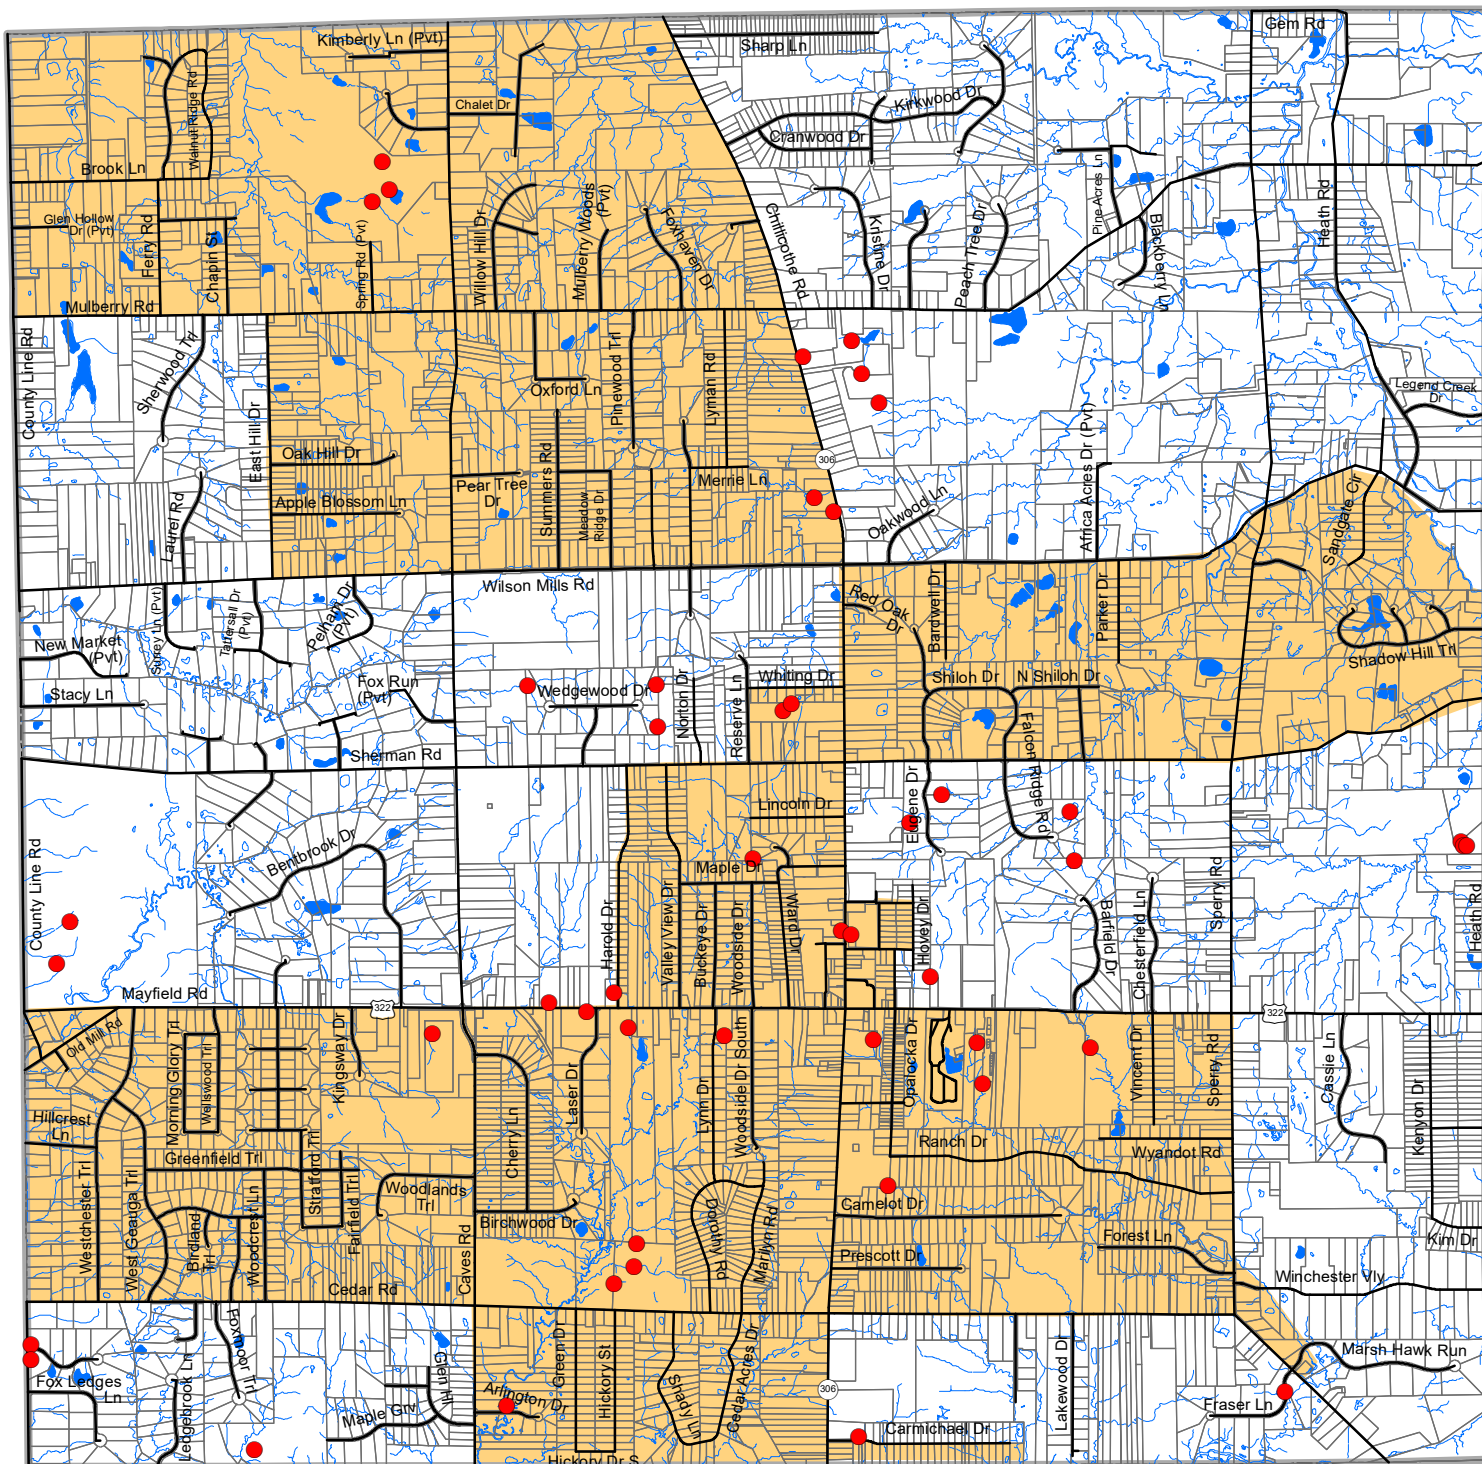 Gem Rd
Kimberly Ln (Pvt)
Sharp Ln
Walnut Ridge Rd
Chalet Dr
Kirkwood Dr
Cranwood Dr
Brook Ln
Pine Acres Ln
Glen Hollow
Dr (Pvt)
Ferry Rd
Chapin St
Spring Rd (Pvt)
Willow Hill Dr
Mulberry Woods
(Pvt)
Foxhaven Dr
Chillicothe Rd
Kristine Dr
Peach Tree Dr
Blackberry Ln
Heath Rd
Mulberry Rd
County Line Rd
Sherwood Trl
East Hill Dr
Oxford Ln
Pinewood Trl
Lyman Rd
Legend Creek
Dr
Oak Hill Dr
306
Africa Acres Dr (Pvt)
Pear Tree
Dr
Summers Rd
Meadow
Ridge Dr
Merrie Ln
Apple Blossom Ln
Laurel Rd
Oakwood Ln
Sandgate Cir
Wilson Mills Rd
Surrey Ln (Pvt)
Tattersall Dr
(Pvt)
Pelham Dr
(Pvt)
Red Oak
Dr
Bardwell Dr
Parker Dr
New Market
(Pvt)
Shadow Hill Trl
Stacy Ln
Fox Run
(Pvt)
Wedgewood Dr
Norton Dr
Reserve Ln
Whiting Dr
Shiloh Dr
N Shiloh Dr
Falcon Ridge Rd
Sherman Rd
Lincoln Dr
Eugene Dr
Bentbrook Dr
County Line Rd
Maple Dr
Harold Dr
Valley View Dr
Buckeye Dr
Woodside Dr
Ward Dr
Hovey Dr
Banfield Dr
Chesterfield Ln
Sperry Rd
Heath Rd
Mayfield Rd
322
322
Old Mill Rd
Morning Glory Trl
Wellswood Trl
Kingsway Dr
Laser Dr
Cherry Ln
Lynn Dr
Woodside Dr South
Opalocka Dr
Vincent Dr
Sperry Rd
Cassie Ln
Kenyon Dr
Hillcrest
Ln
Greenfield Trl
Stafford Trl
Ranch Dr
Wyandot Rd
Westchester Trl
West Geauga Trl
Birdland
Trl
Woodcrest Ln
Fairfield Trl
Woodlands
Trl
Birchwood Dr
Dorothy Rd
Marilyn Rd
Camelot Dr
Prescott Dr
Forest Ln
Kim Dr
Cedar Rd
Caves Rd
Winchester Vly
Foxmoor Trl
Fox Ledges
Ln
Ledgebrook Ln
Maple Grv
Glen Hl
Arlington Dr
Green Dr
Hickory St
Shady Ln
Cedar Acres Dr
306
Carmichael Dr
Lakewood Dr
Marsh Hawk Run
Fraser Ln
Hickory Dr S